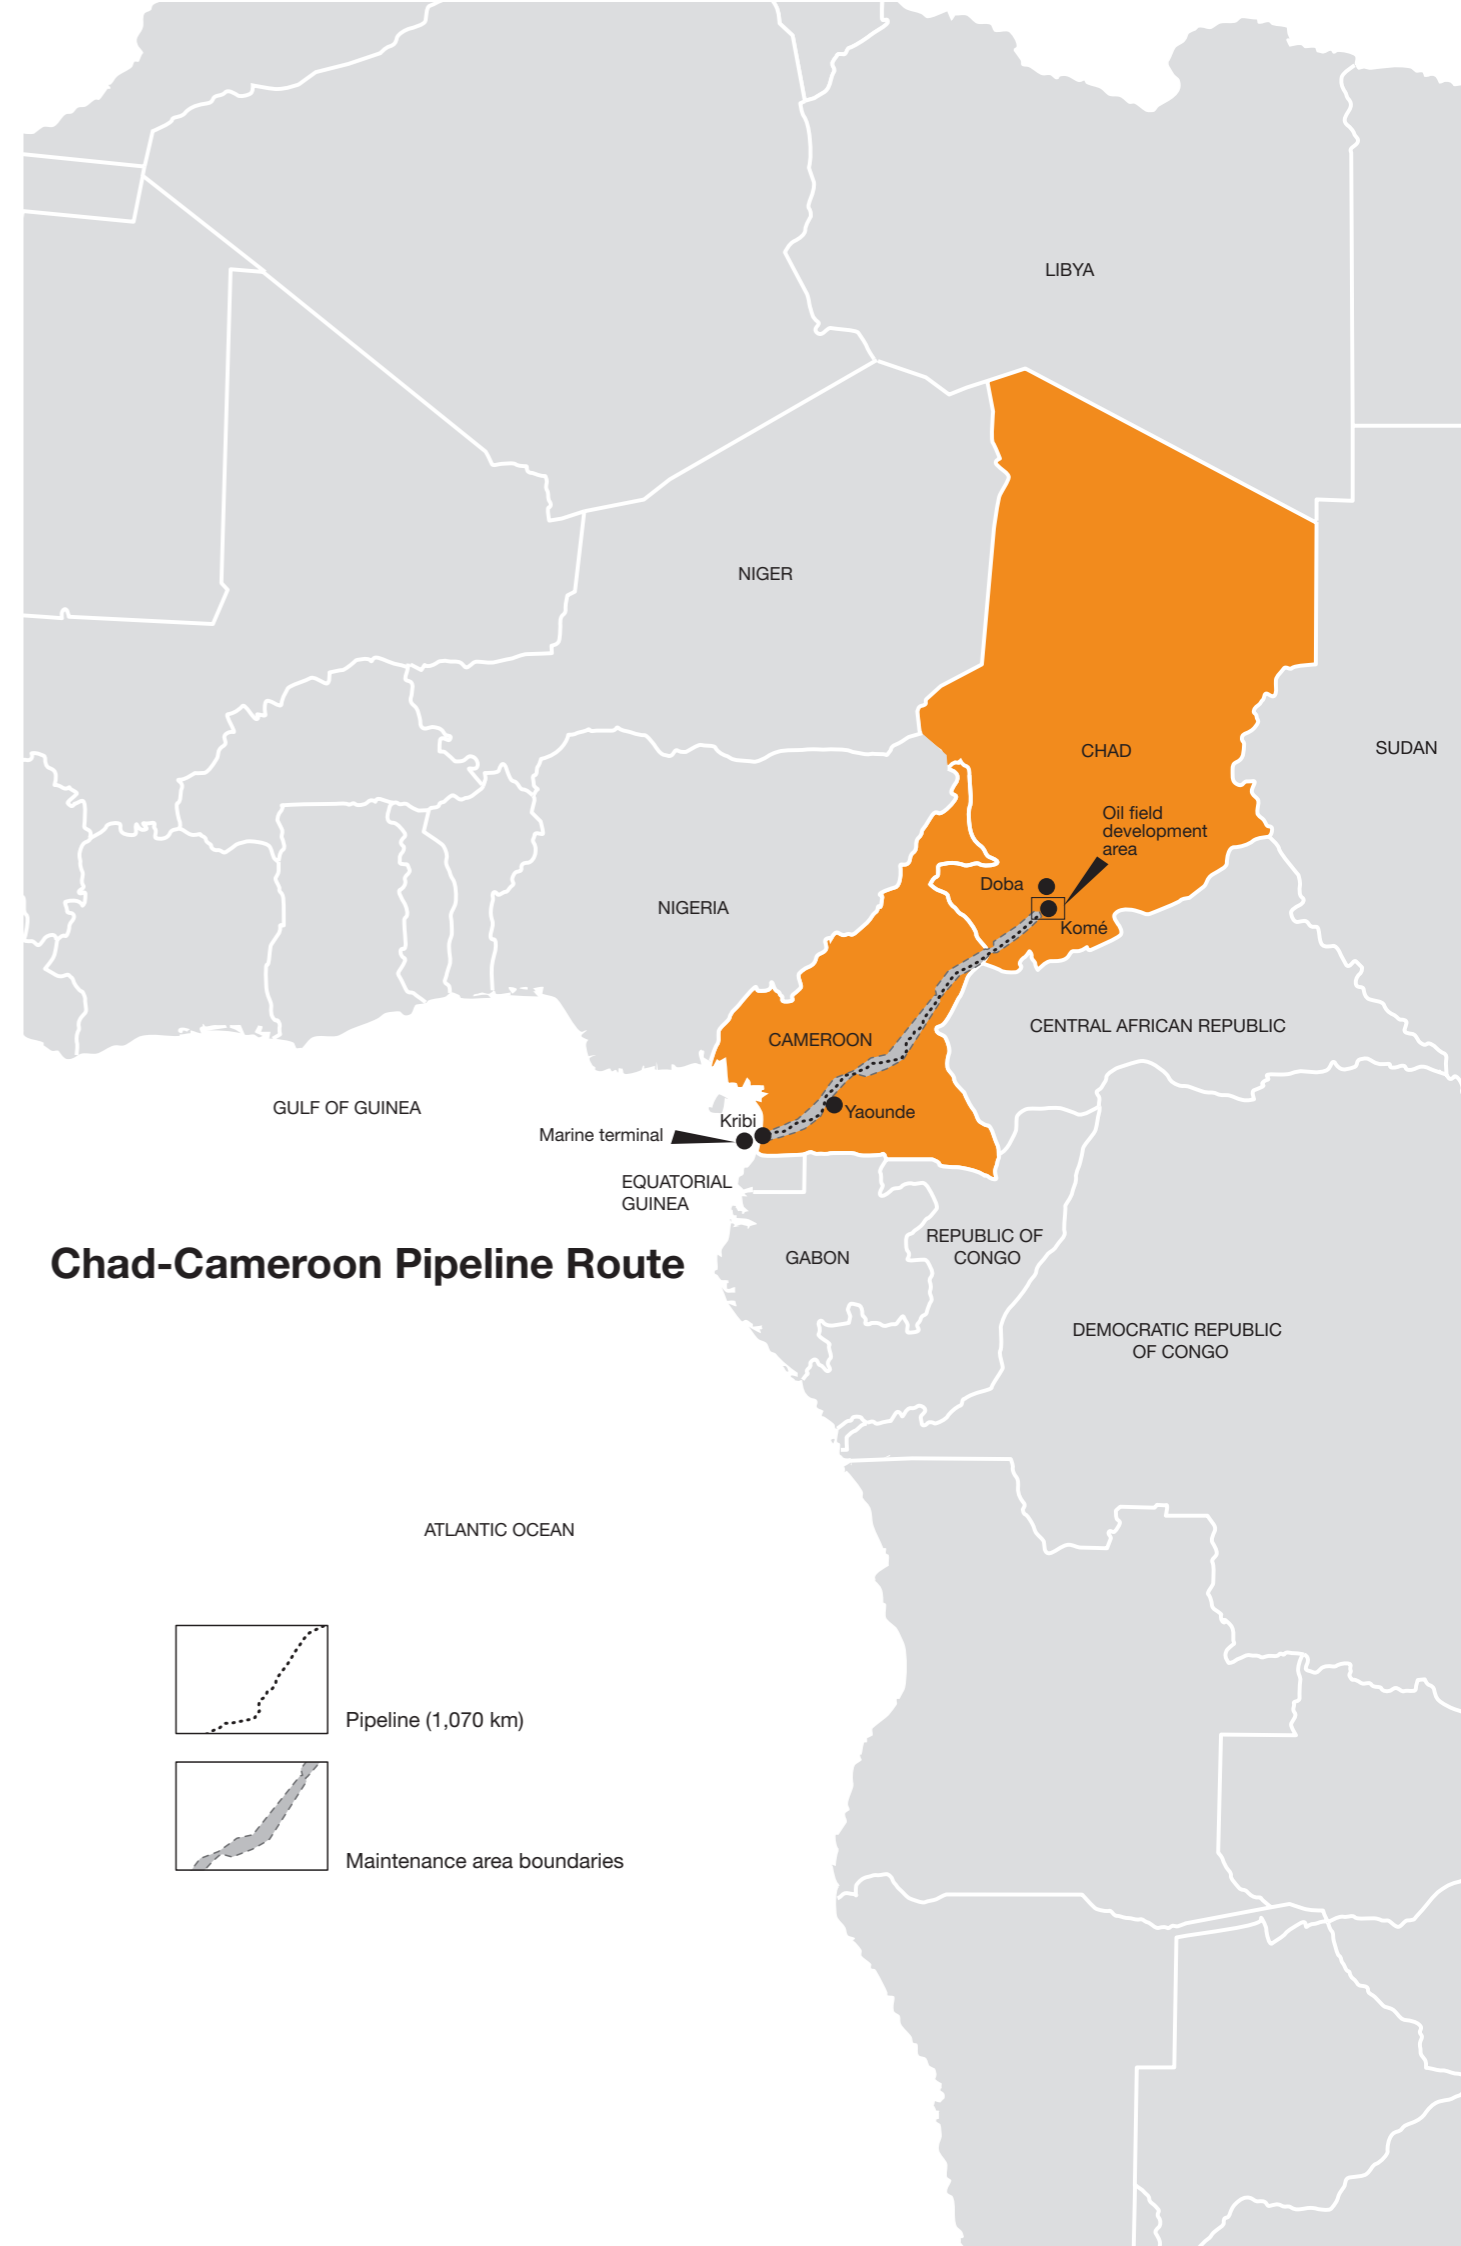 LIBYA
NIGER
CHAD
SUDAN
Oil field
development
area
Doba
Komé
NIGERIA
CENTRAL AFRICAN REPUBLIC
CAMEROON
GULF OF GUINEA
Yaounde
Kribi
Marine terminal
EQUATORIAL
GUINEA
REPUBLIC OF
CONGO
GABON
Chad-Cameroon Pipeline Route
DEMOCRATIC REPUBLIC
OF CONGO
ATLANTIC OCEAN
Pipeline (1,070 km)
Maintenance area boundaries